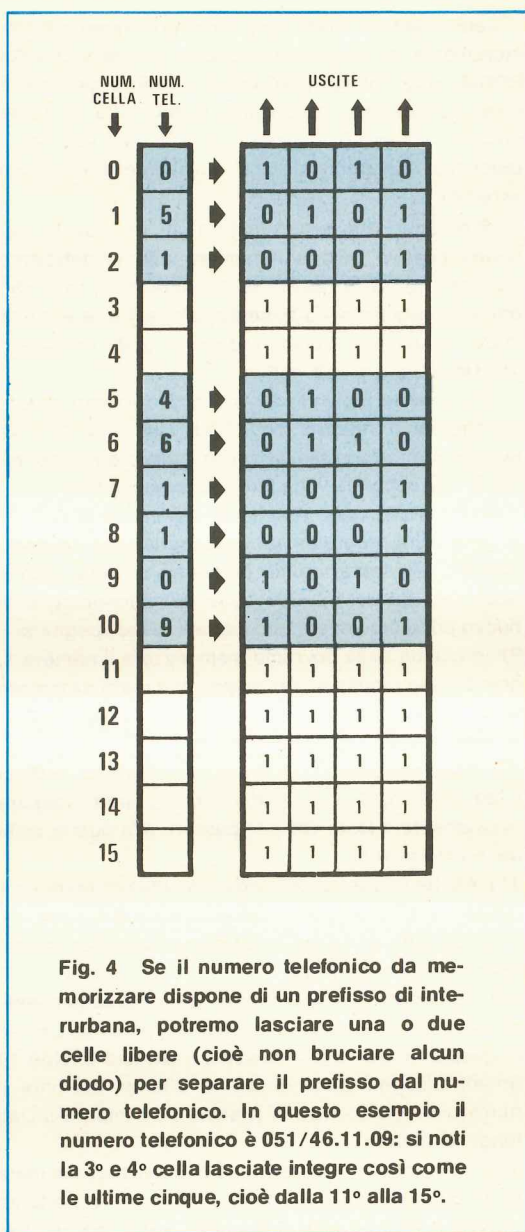 NUM. NUM. USCITE
CELLA TEL.
0 0 1 0 1 0
1 5 0 1 0 1
2 1 0 0 0 1
3 1 1 1 1
4 1 1 1 1
5 4 0 1 0 0
6 6 0 1 1 0
7 1 0 0 0 1
8 1 0 0 0 1
9 0 1 0 1 0
10 9 1 0 0 1
11 1 1 1 1
12 1 1 1 1
13 1 1 1 1
14 1 1 1 1
15 1 1 1 1
Fig. 4 Se il numero telefonico da me-
morizzare dispone di un prefisso di inte-
rurbana, potremo lasciare una o due
celle libere (cioè non bruciare alcun
diodo) per separare il prefisso dal nu-
mero telefonico. In questo esempio il
numero telefonico è 051/46.11.09: si noti
la 3° e 4° cella lasciate integre così come
le ultime cinque, cioè dalla 11° alla 15°.